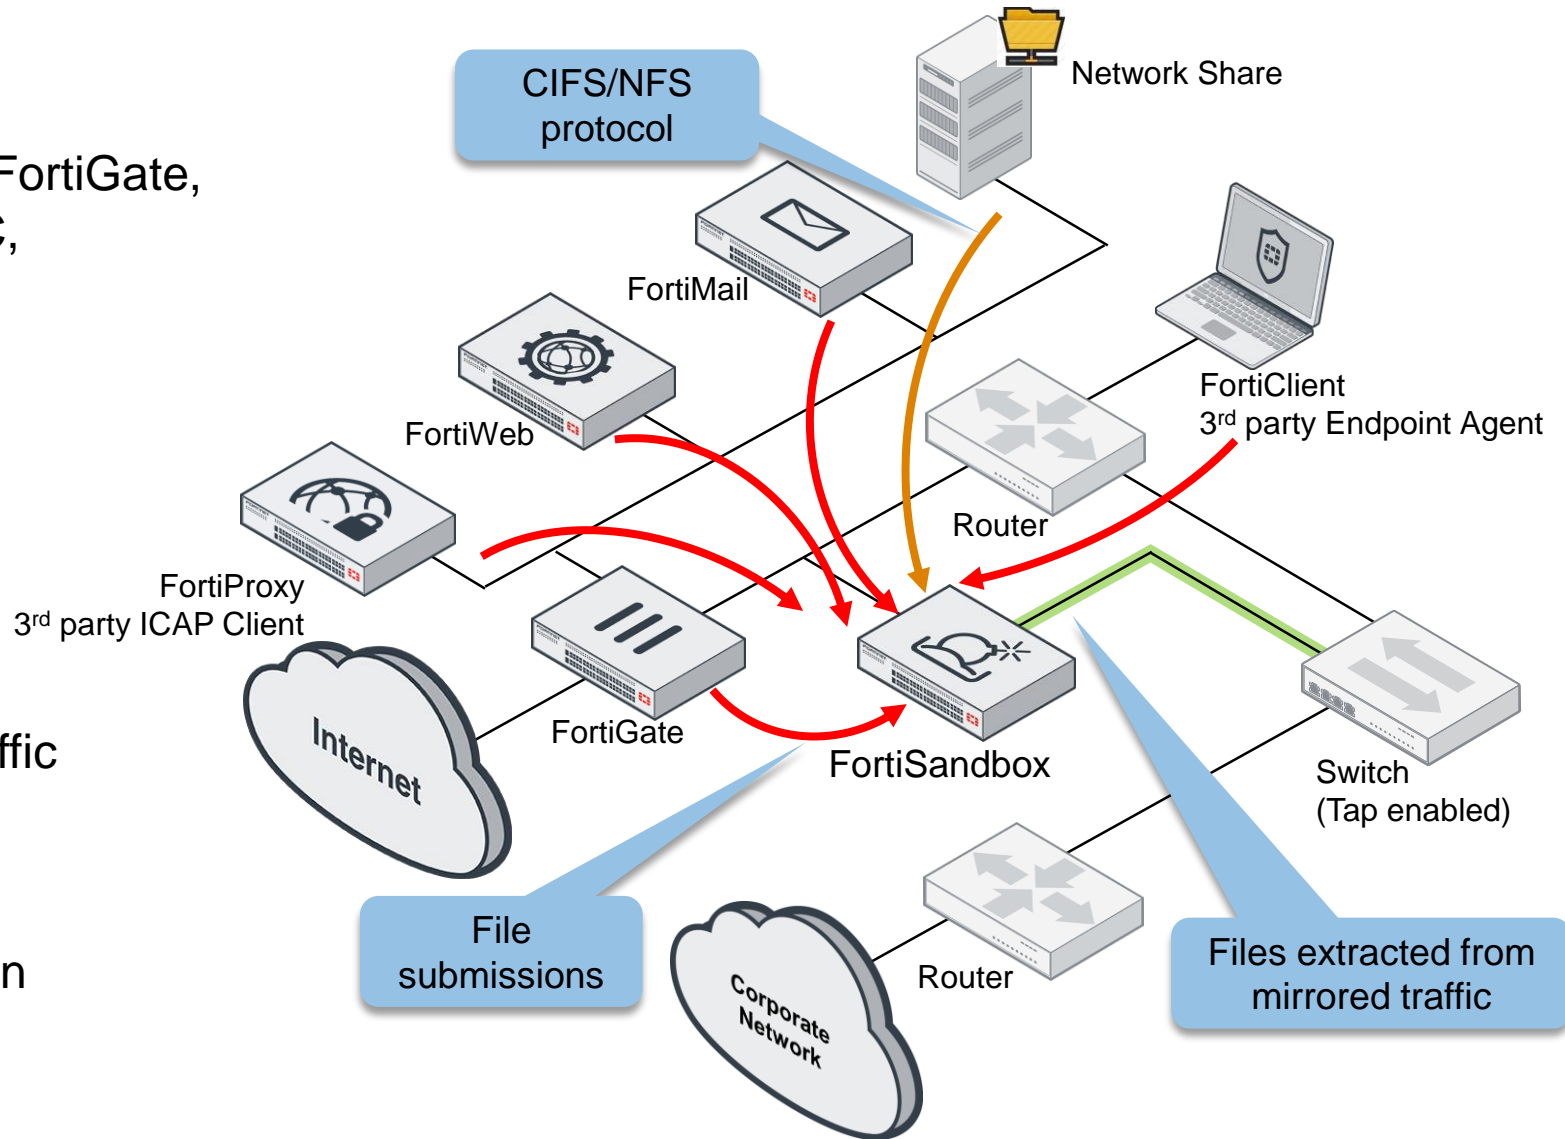 FortiGate,
C,
ffic
n
CIFS/NFS
protocol
Network Share
FortiMail
FortiWeb
FortiClient
3rd party Endpoint Agent
Router
FortiProxy
3rd party ICAP Client
Internet
FortiGate
FortiSandbox
Switch
(Tap enabled)
File
submissions
Corporate
Network
Router
Files extracted from
mirrored traffic